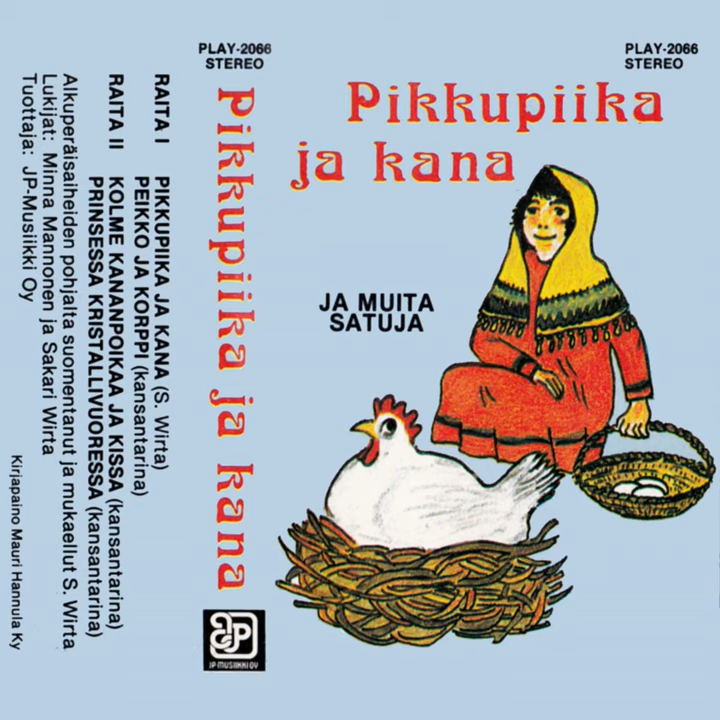 PLAY-2066
STEREO
Pikkupiika
ja kana
JA MUITA
SATUJA
PLAY-2066
STEREO
Pikkupiika ja kana
JP MUSIIKKI OY
RAITA I PIKKUPIIKA JA KANA (S. Wirta)
PEIKKO JA KORPPI (kansantarina)
RAITA II KOLME KANANPOIKAA JA KISSA (kansantarina)
PRINSESSA KRISTALLIVUORESSA (kansantarina)
Alkuperäisaiheiden pohjalta suomentanut ja mukaellut S. Wirta
Lukijat: Minna Mannonen ja Sakari Wirta
Tuottaja: JP-Musiikki Oy
Kirjapaino Mauri Hannula Ky